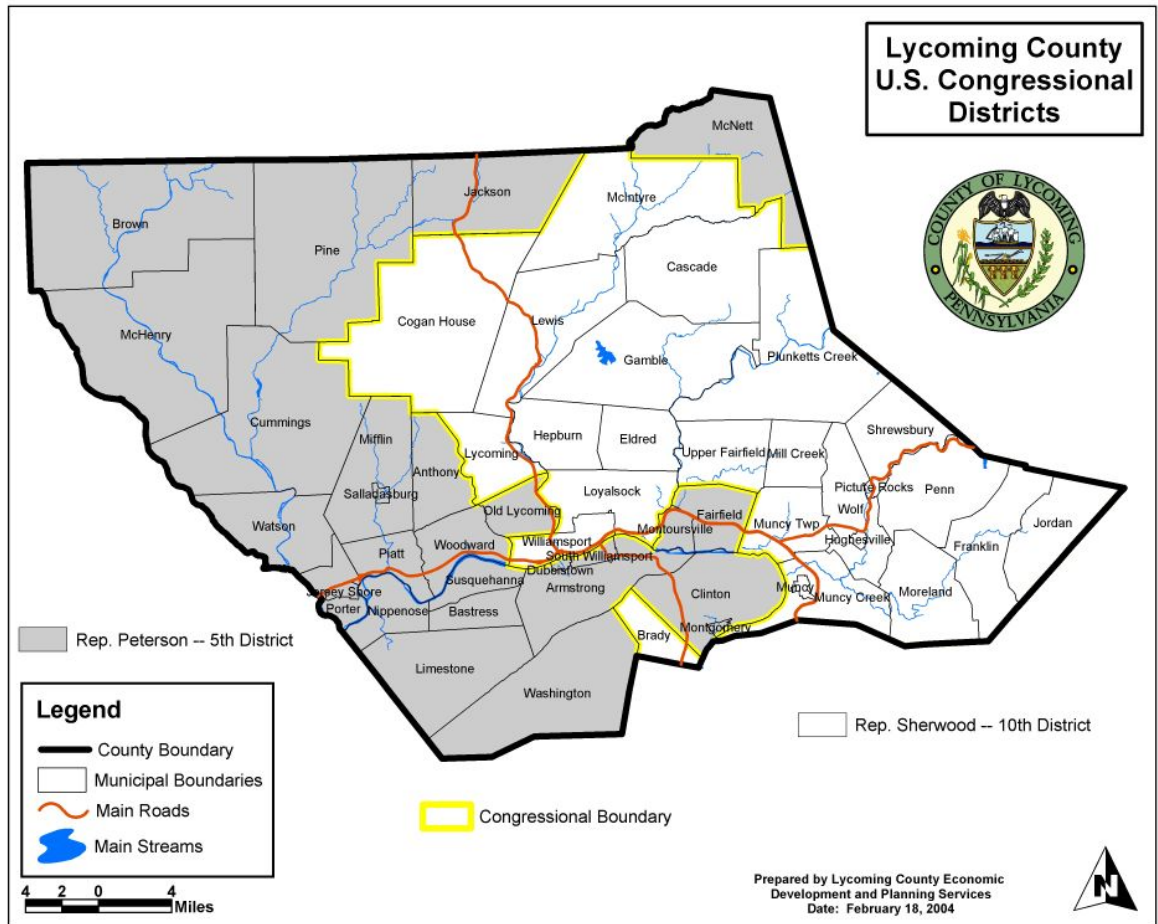 Lycoming County
U.S. Congressional
Districts
COUNTY OF LYCOMING
PENNSYLVANIA
McNett
Jackson
McIntyre
Brown
Pine
Cascade
McHenry
Cogan House
Lewis
Gamble
Plunketts Creek
Cummings
Mifflin
Shrewsbury
Hepburn
Eldred
Lycoming
Upper Fairfield
Mill Creek
Anthony
Salladasburg
Picture Rocks
Penn
Loyalsock
Old Lycoming
Fairfield
Wolf
Watson
Muncy Twp
Jordan
Montoursville
Woodward
Williamsport
Hughesville
Franklin
Piatt
South Williamsport
Duboistown
Susquehanna
Armstrong
Jersey Shore
Muncy
Moreland
Porter
Nippenose
Bastress
Clinton
Muncy Creek
Montgomery
Brady
Limestone
Washington
Rep. Peterson -- 5th District
Rep. Sherwood -- 10th District
Legend
County Boundary
Municipal Boundaries
Main Roads
Main Streams
Congressional Boundary
4 2 0 4
Miles
Prepared by Lycoming County Economic
Development and Planning Services
Date: February 18, 2004
N